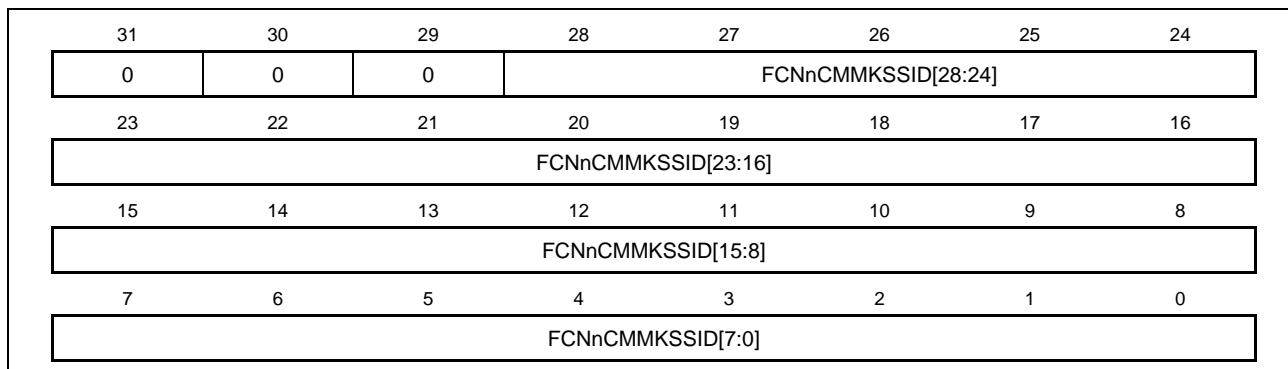 31 30 29 28 27 26 25 24
0 0 0 FCNnCMMKSSID[28:24]
23 22 21 20 19 18 17 16
FCNnCMMKSSID[23:16]
15 14 13 12 11 10 9 8
FCNnCMMKSSID[15:8]
7 6 5 4 3 2 1 0
FCNnCMMKSSID[7:0]